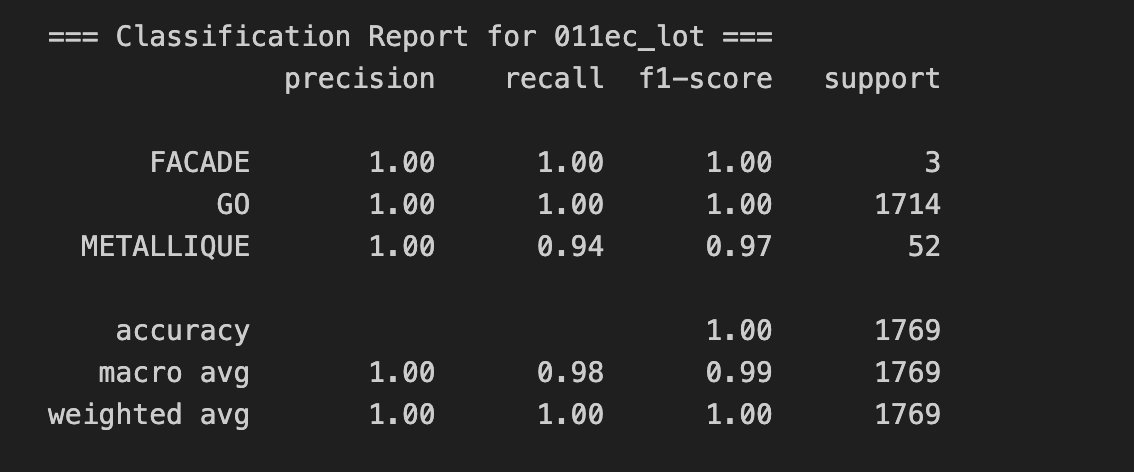 === Classification Report for 011ec_lot ===
precision recall f1-score support
FACADE 1.00 1.00 1.00 3
GO 1.00 1.00 1.00 1714
METALLIQUE 1.00 0.94 0.97 52
accuracy 1.00 1769
macro avg 1.00 0.98 0.99 1769
weighted avg 1.00 1.00 1.00 1769